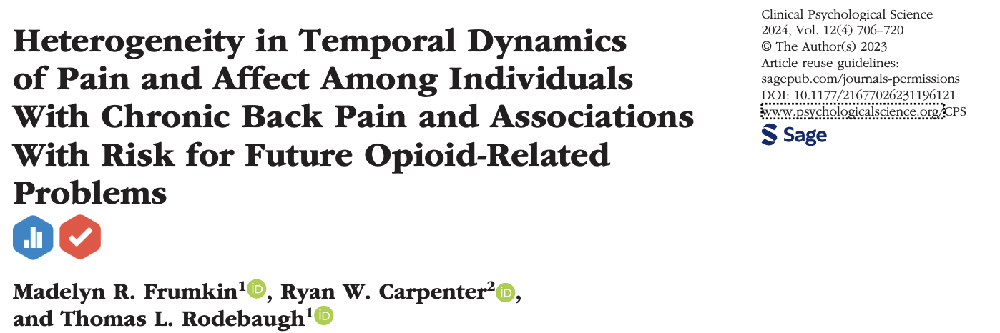 Heterogeneity in Temporal Dynamics
of Pain and Affect Among Individuals
With Chronic Back Pain and Associations
With Risk for Future Opioid-Related
Problems
Madelyn R. Frumkin1 iD, Ryan W. Carpenter2 iD,
and Thomas L. Rodebaugh1 iD
Clinical Psychological Science
2024, Vol. 12(4) 706–720
© The Author(s) 2023
Article reuse guidelines:
sagepub.com/journals-permissions
DOI: 10.1177/21677026231196121
www.psychologicalscience.org/CPS
Sage